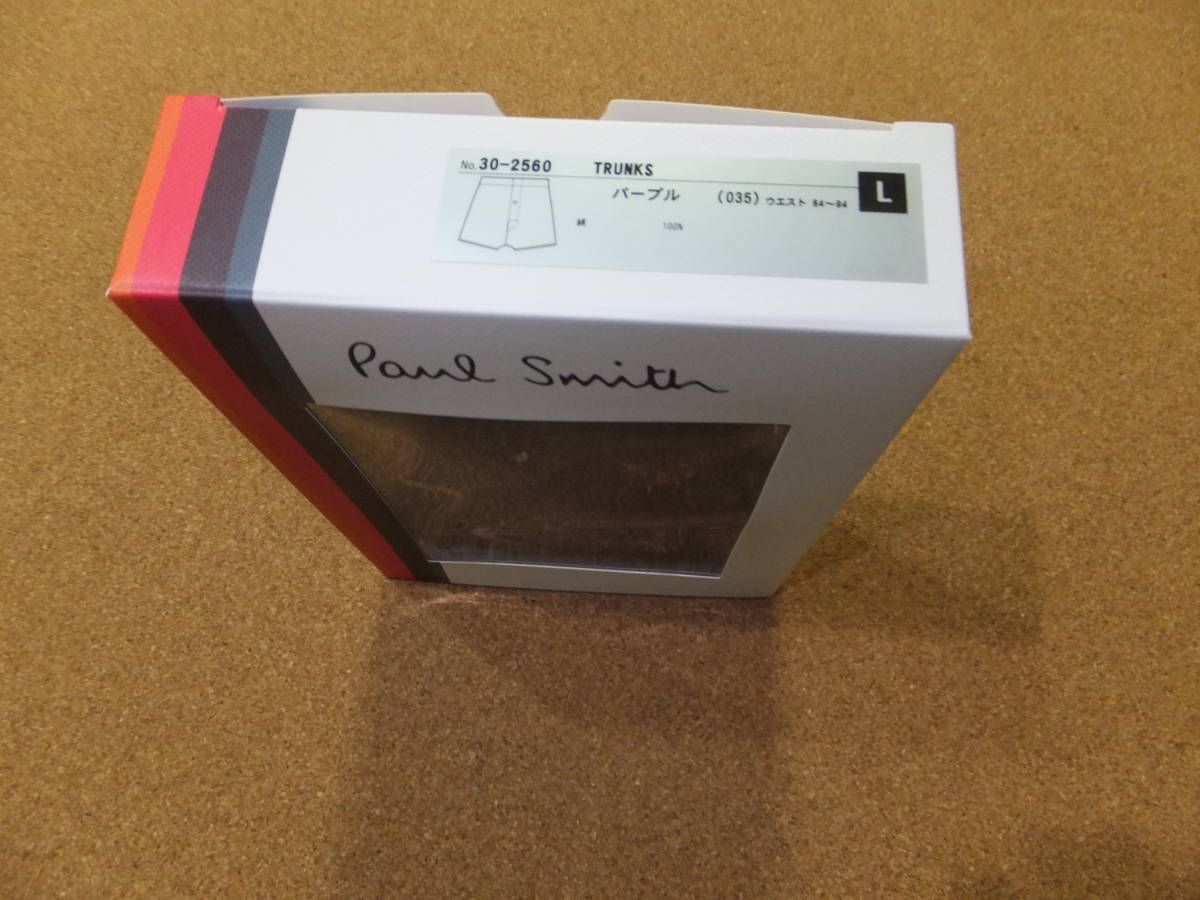 No. 30-2560 TRUNKS
パープル (035) ウエスト 84〜94 L
綿 100%
Paul Smith